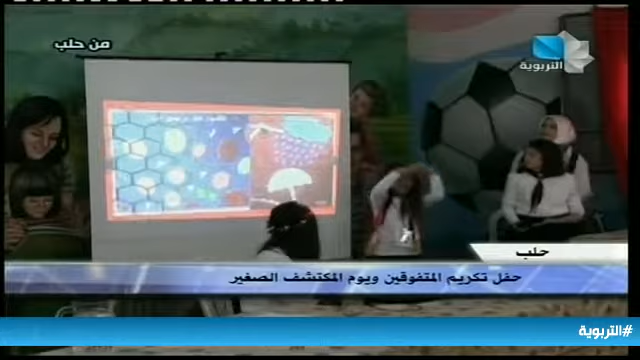 من حلب
التربوية
حلب
حفل تكريم المتفوقين ويوم المكتشف الصغير
#التربوية